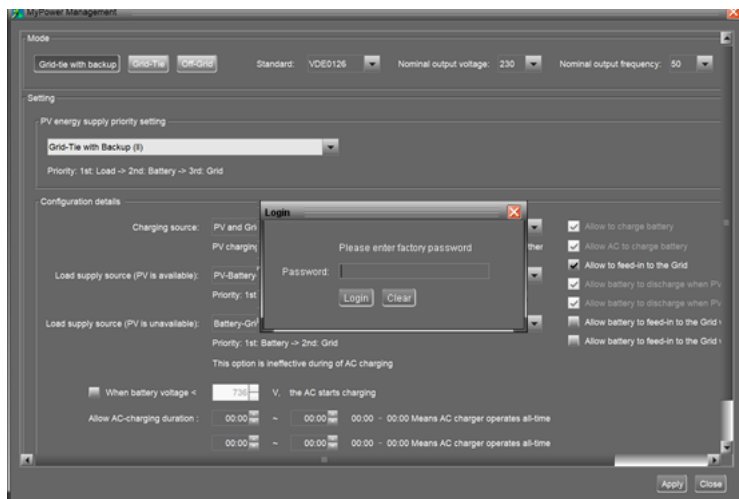 MyPower Management
Mode
Grid-tie with backup Grid-Tie Off-Grid Standard: VDE0126 Nominal output voltage: 230 Nominal output frequency: 50
Setting
PV energy supply priority setting
Grid-Tie with Backup (II)
Priority: 1st: Load -> 2nd: Battery -> 3rd: Grid
Configuration details
Login
Charging source: PV and Gri Allow to charge battery
PV charging Please enter factory password ther Allow AC to charge battery
Allow to feed-in to the Grid
Load supply source (PV is available): PV-Battery- Password: Allow battery to discharge when PV
Priority: 1st Login Clear Allow battery to discharge when PV
Load supply source (PV is unavailable): Battery-Gri Allow battery to feed-in to the Grid
Priority: 1st: Battery -> 2nd: Grid Allow battery to feed-in to the Grid
This option is ineffective during of AC charging
When battery voltage < 736 V, the AC starts charging
Allow AC-charging duration : 00:00 ~ 00:00 00:00 - 00:00 Means AC charger operates all-time
00:00 ~ 00:00 00:00 - 00:00 Means AC charger operates all-time
Apply Close